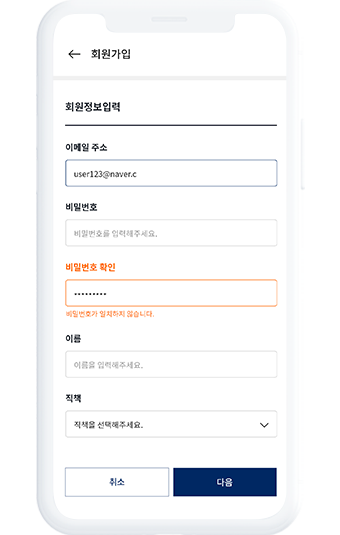 회원가입
회원정보입력
이메일 주소
user123@naver.c
비밀번호
비밀번호를 입력해주세요.
비밀번호 확인
•••••••••
비밀번호가 일치하지 않습니다.
이름
이름을 입력해주세요.
직책
직책을 선택해주세요.
취소
다음